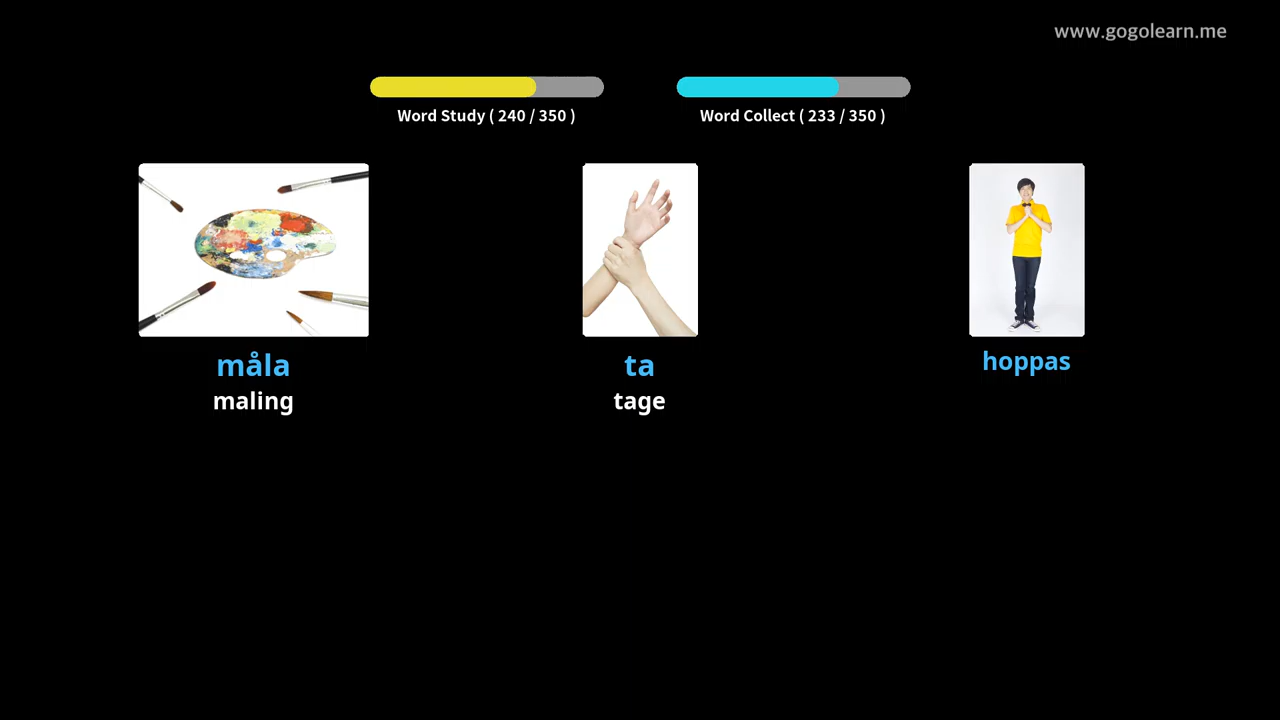 www.gogolearn.me
Word Study ( 240 / 350 )
Word Collect ( 233 / 350 )
måla
ta
hoppas
maling
tage